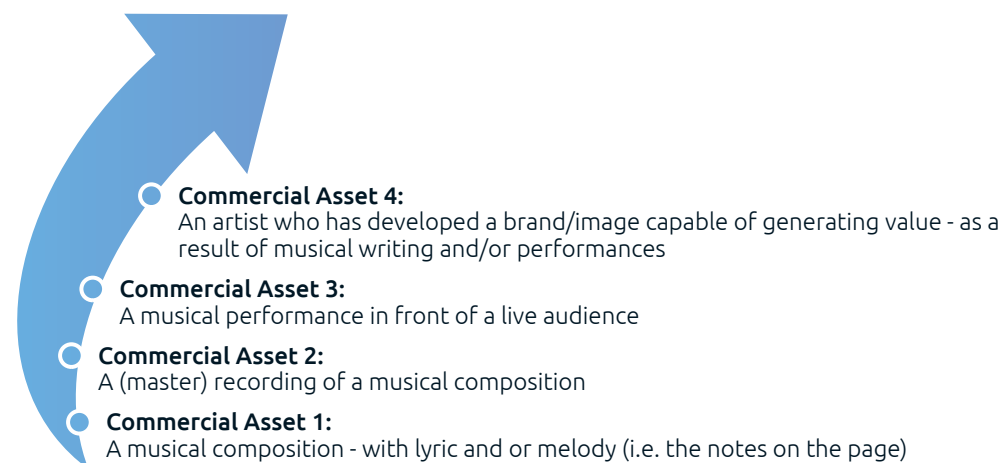 Commercial Asset 4:
An artist who has developed a brand/image capable of generating value - as a
result of musical writing and/or performances
Commercial Asset 3:
A musical performance in front of a live audience
Commercial Asset 2:
A (master) recording of a musical composition
Commercial Asset 1:
A musical composition - with lyric and or melody (i.e. the notes on the page)